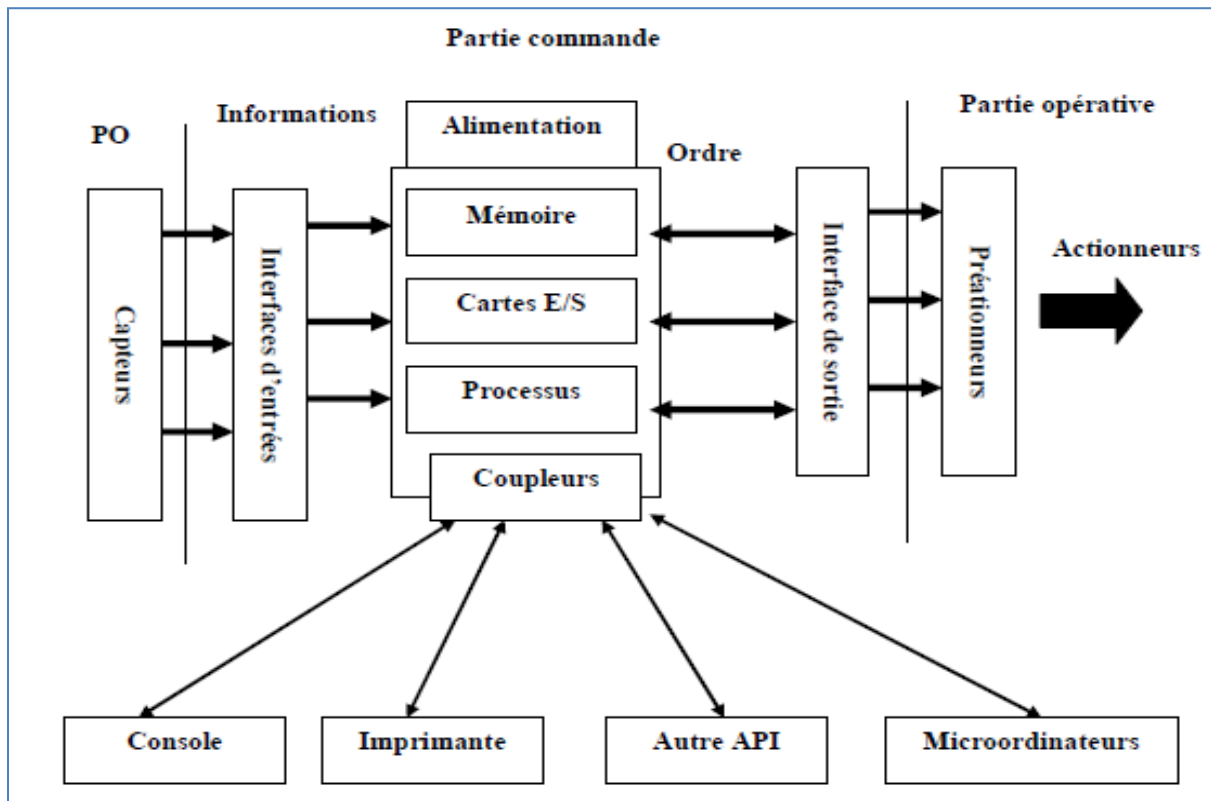 Partie commande
PO
Informations
Alimentation
Ordre
Partie opérative
Capteurs
Interfaces d'entrées
Mémoire
Cartes E/S
Processus
Coupleurs
Interface de sortie
Préationneurs
Actionneurs
Console
Imprimante
Autre API
Microordinateurs